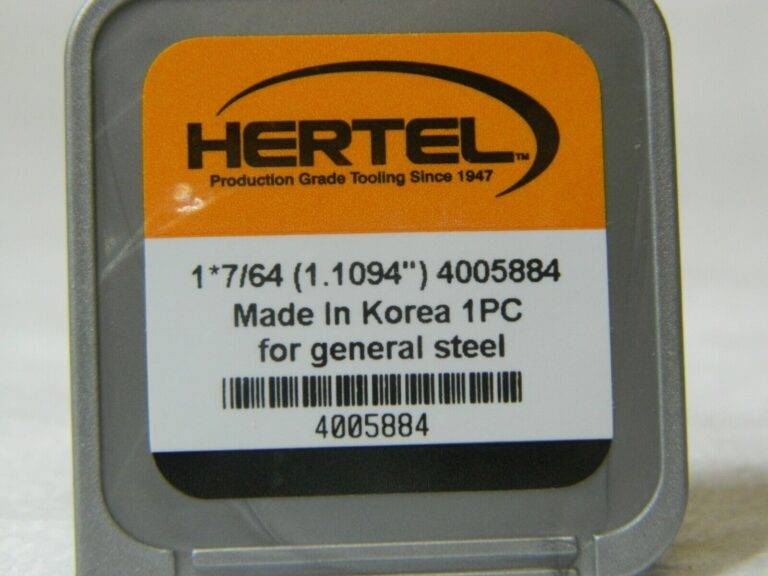 HERTEL™
Production Grade Tooling Since 1947
1*7/64 (1.1094") 4005884
Made In Korea 1PC
for general steel
4005884